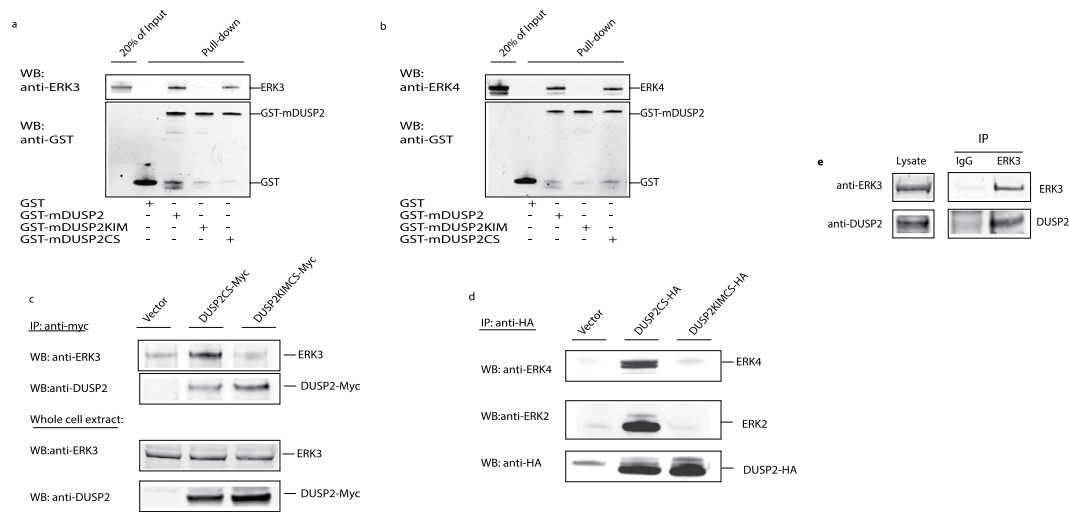 a
20% of Input
Pull-down
WB:
anti-ERK3
ERK3
WB:
anti-GST
GST-mDUSP2
GST
GST + - - -
GST-mDUSP2 - + - -
GST-mDUSP2KIM - - + -
GST-mDUSP2CS - - - +
b
20% of Input
Pull-down
WB:
anti-ERK4
ERK4
WB:
anti-GST
GST-mDUSP2
GST
GST + - - -
GST-mDUSP2 - + - -
GST-mDUSP2KIM - - + -
GST-mDUSP2CS - - - +
e
IP
Lysate IgG ERK3
anti-ERK3 ERK3
anti-DUSP2 DUSP2
c
Vector
DUSP2CS-Myc
DUSP2KIMCS-Myc
IP: anti-myc
WB: anti-ERK3 ERK3
WB:anti-DUSP2 DUSP2-Myc
Whole cell extract:
WB:anti-ERK3 ERK3
WB: anti-DUSP2 DUSP2-Myc
d
Vector
DUSP2CS-HA
DUSP2KIMCS-HA
IP: anti-HA
WB: anti-ERK4 ERK4
WB:anti-ERK2 ERK2
WB: anti-HA DUSP2-HA